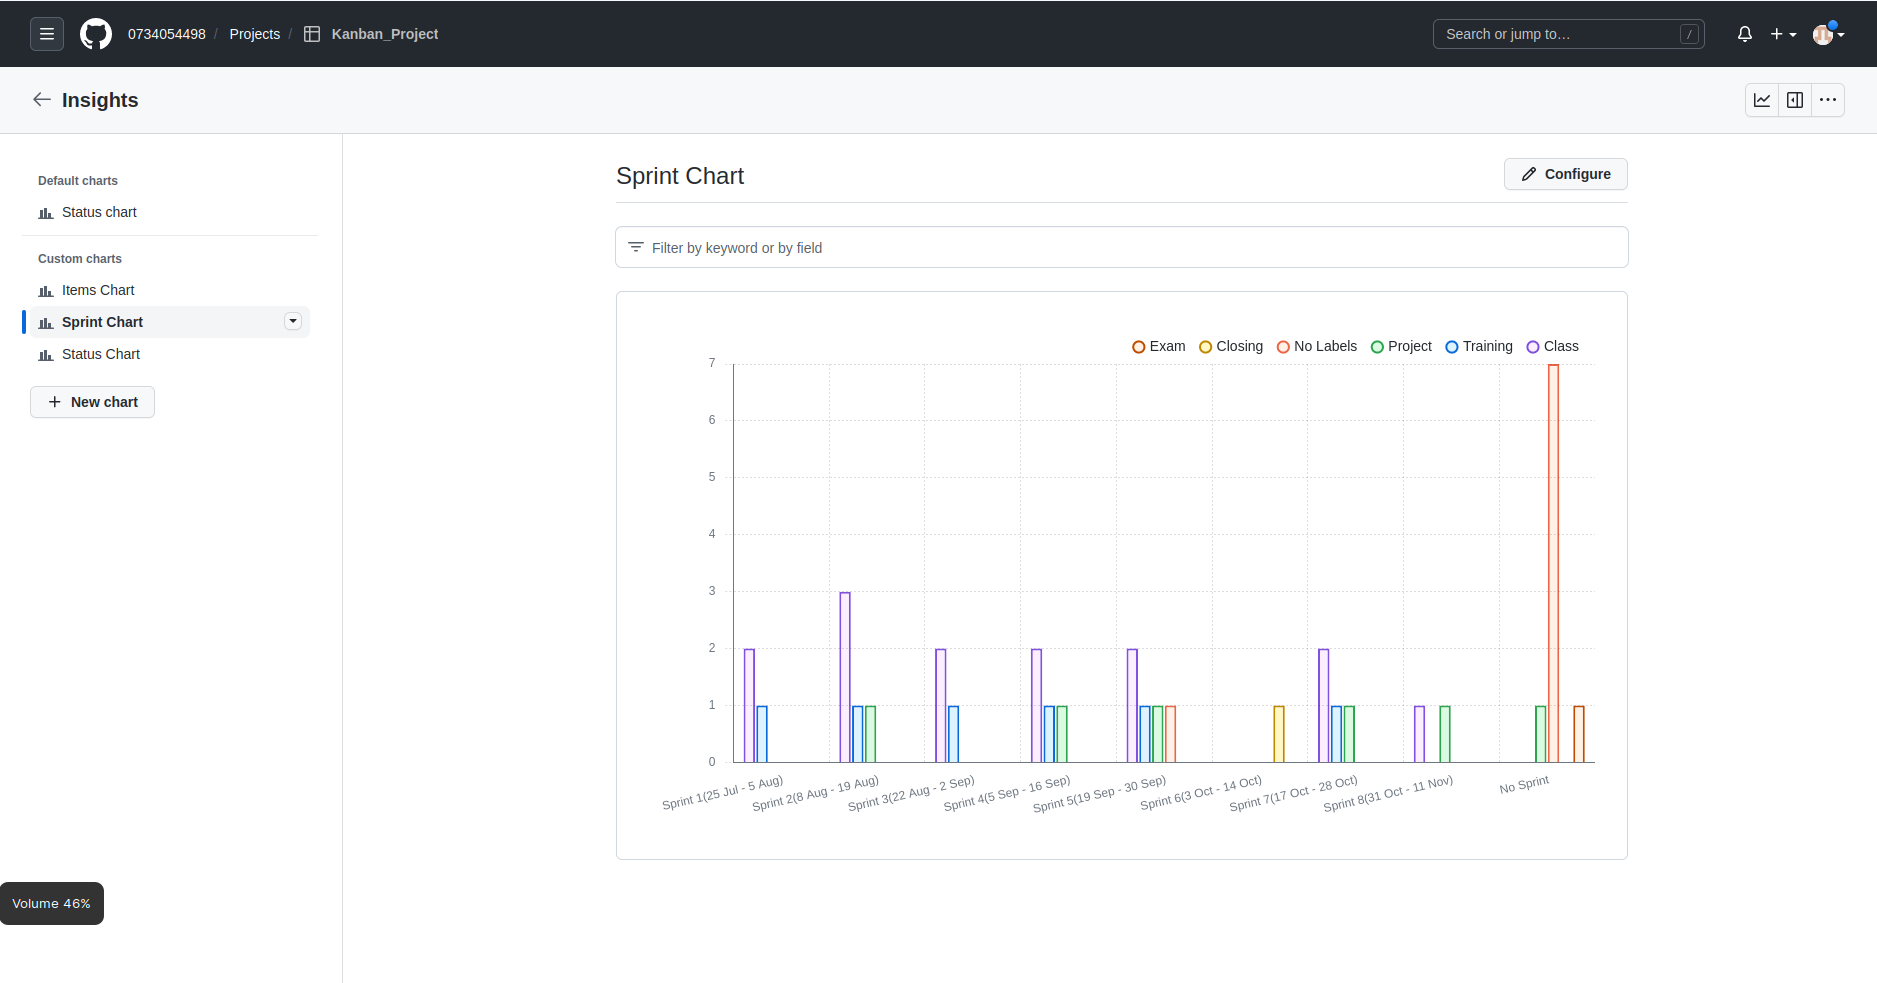 0734054498 / Projects / Kanban_Project
Search or jump to… /
Insights
Default charts
Status chart
Custom charts
Items Chart
Sprint Chart
Status Chart
New chart
Sprint Chart
Configure
Filter by keyword or by field
Exam Closing No Labels Project Training Class
7
6
5
4
3
2
1
0
Sprint 1(25 Jul - 5 Aug)
Sprint 2(8 Aug - 19 Aug)
Sprint 3(22 Aug - 2 Sep)
Sprint 4(5 Sep - 16 Sep)
Sprint 5(19 Sep - 30 Sep)
Sprint 6(3 Oct - 14 Oct)
Sprint 7(17 Oct - 28 Oct)
Sprint 8(31 Oct - 11 Nov)
No Sprint
Volume 46%